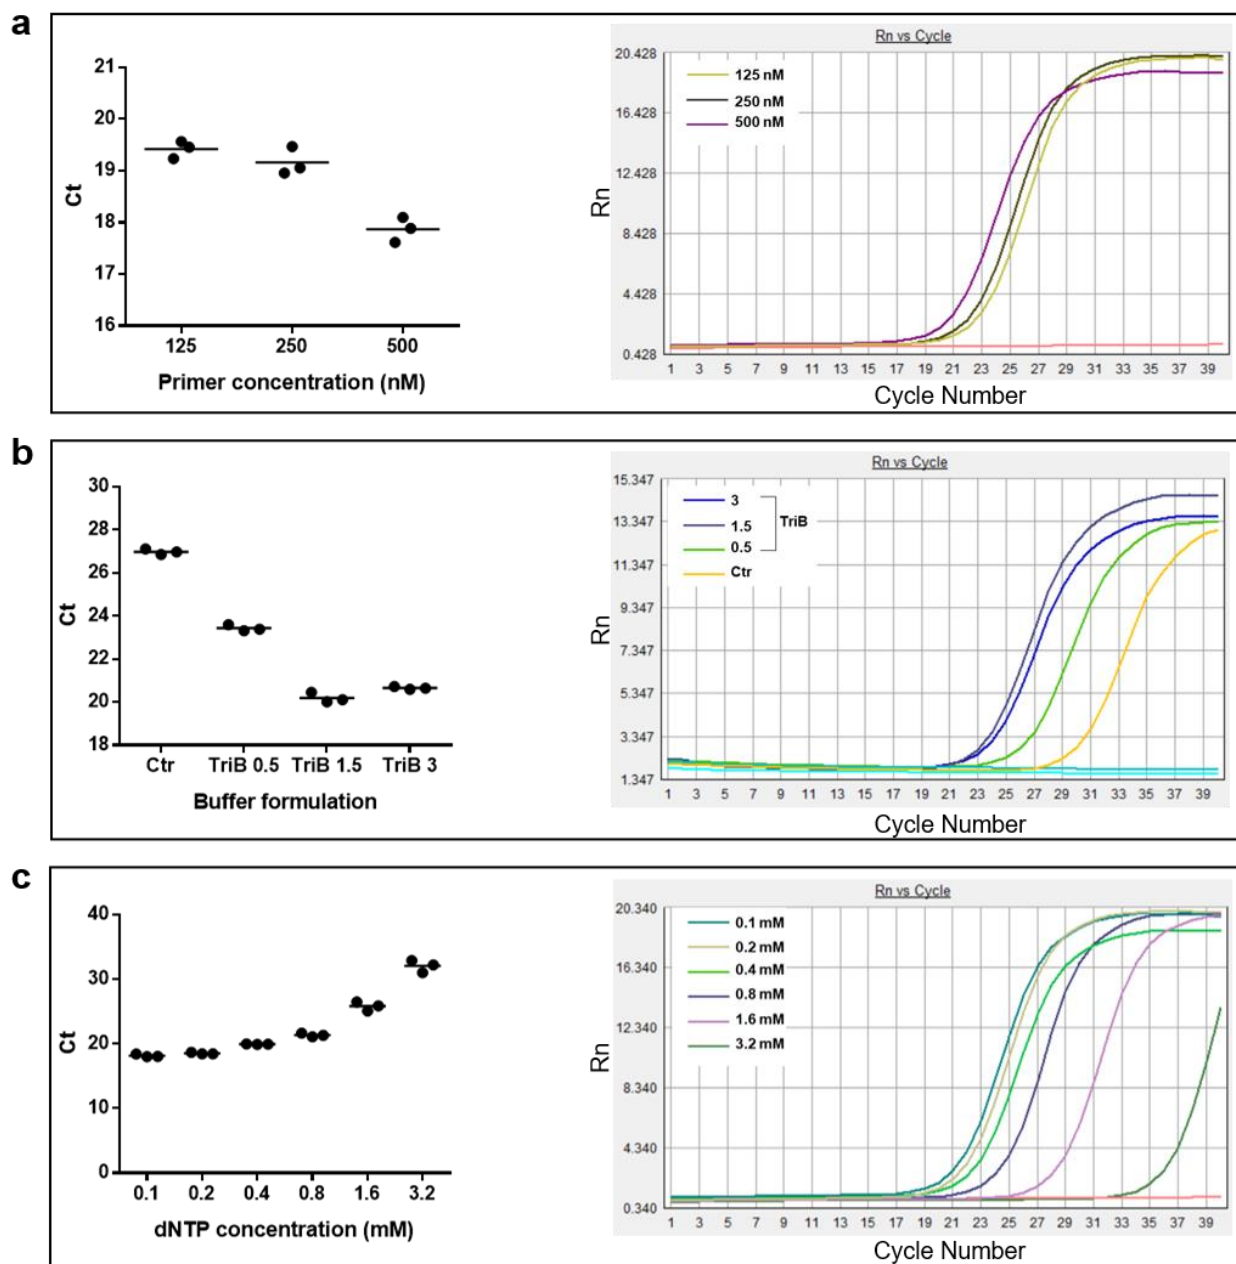 a
21
20
19
18
17
16
Ct
125 250 500
Primer concentration (nM)
Rn vs Cycle
20.428
16.428
12.428
8.428
4.428
0.428
Rn
125 nM
250 nM
500 nM
1 3 5 7 9 11 13 15 17 19 21 23 25 27 29 31 33 35 37 39
Cycle Number
b
30
28
26
24
22
20
18
Ct
Ctr TriB 0.5 TriB 1.5 TriB 3
Buffer formulation
Rn vs Cycle
15.347
13.347
11.347
9.347
7.347
5.347
3.347
1.347
Rn
3
1.5
0.5
TriB
Ctr
1 3 5 7 9 11 13 15 17 19 21 23 25 27 29 31 33 35 37 39
Cycle Number
c
40
30
20
10
0
Ct
0.1 0.2 0.4 0.8 1.6 3.2
dNTP concentration (mM)
Rn vs Cycle
20.340
16.340
12.340
8.340
4.340
0.340
Rn
0.1 mM
0.2 mM
0.4 mM
0.8 mM
1.6 mM
3.2 mM
1 3 5 7 9 11 13 15 17 19 21 23 25 27 29 31 33 35 37 39
Cycle Number